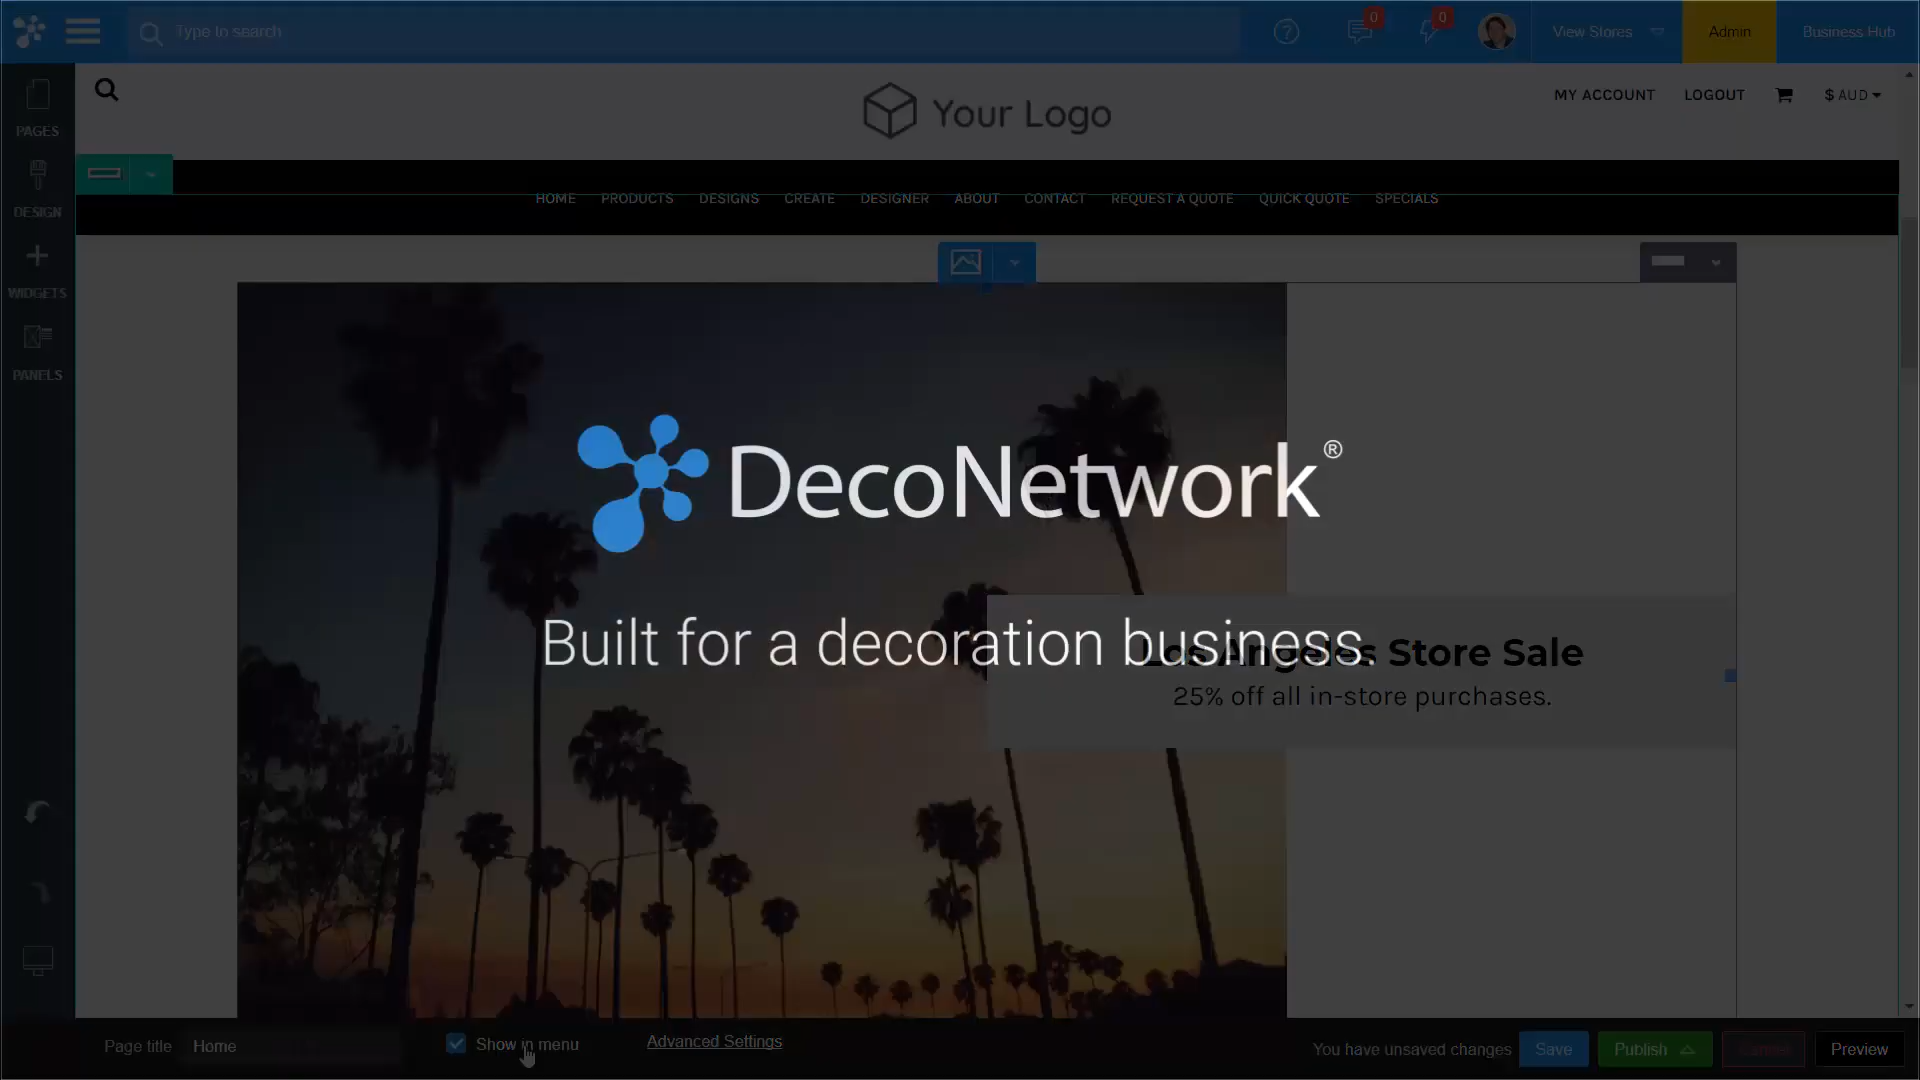 Type to search
0
0
View Stores
Admin
Business Hub
PAGES
DESIGN
WIDGETS
PANELS
Your Logo
MY ACCOUNT
LOGOUT
$ AUD
HOME PRODUCTS DESIGNS CREATE DESIGNER ABOUT CONTACT REQUEST A QUOTE QUICK QUOTE SPECIALS
DecoNetwork®
Built for a decoration business.
Los Angeles Store Sale
25% off all in-store purchases.
Page title
Home
Show in menu
Advanced Settings
You have unsaved changes
Save
Publish
Preview